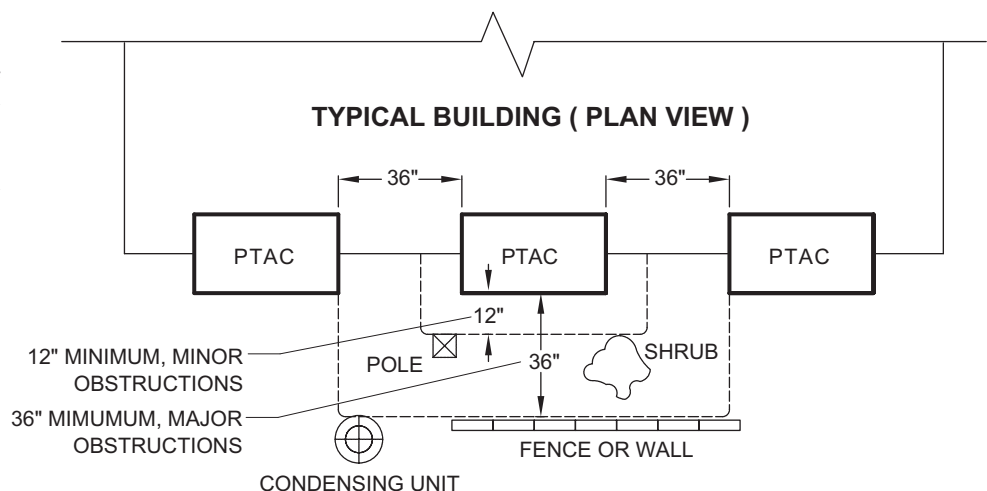 TYPICAL BUILDING ( PLAN VIEW )
36"
36"
PTAC
PTAC
PTAC
12"
12" MINIMUM, MINOR
OBSTRUCTIONS
POLE
36"
SHRUB
36" MIMUMUM, MAJOR
OBSTRUCTIONS
FENCE OR WALL
CONDENSING UNIT